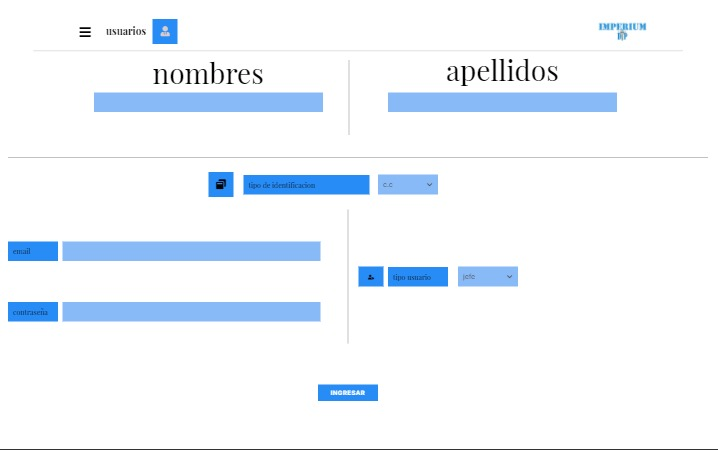 usuarios
IMPERIUM
nombres
apellidos
tipo de identificacion
c.c
email
tipo usuario
jefe
contraseña
INGRESAR